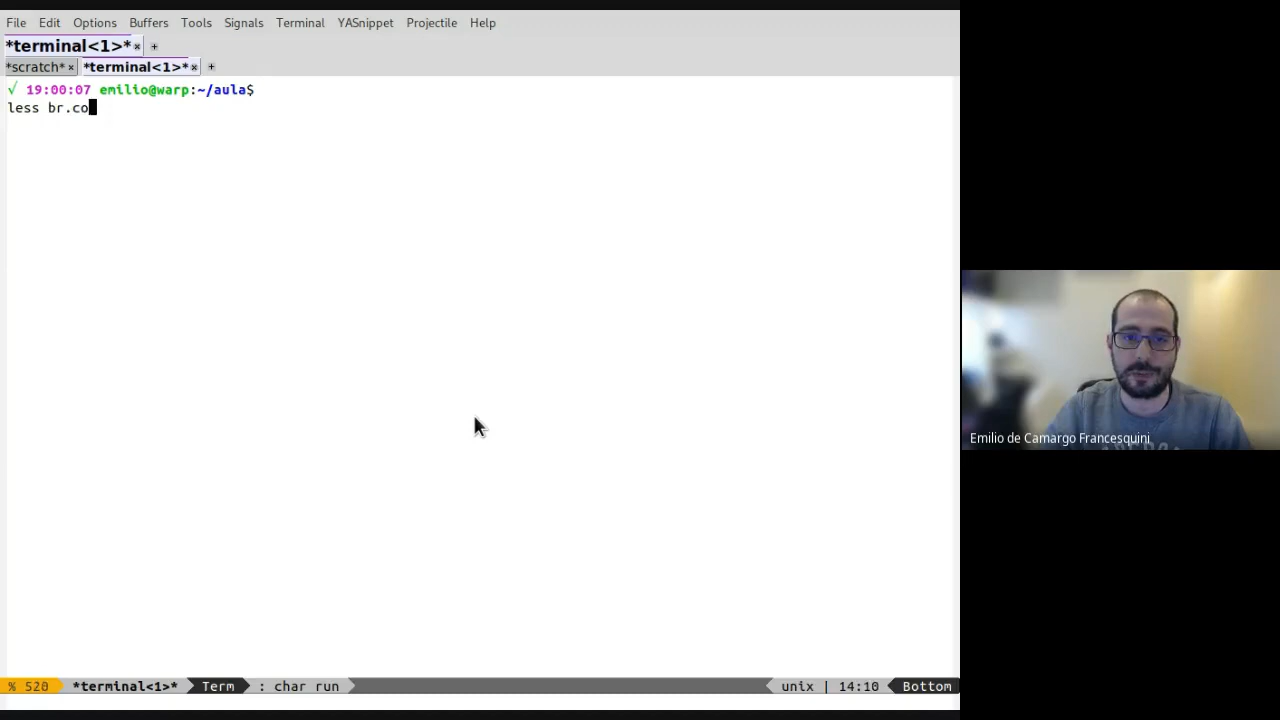 File Edit Options Buffers Tools Signals Terminal YASnippet Projectile Help
*terminal<1>* × +
*scratch* × *terminal<1>* × +
√ 19:00:07 emilio@warp:~/aula$
less br.co
Emilio de Camargo Francesquini
% 520 *terminal<1>* Term : char run unix | 14:10 Bottom